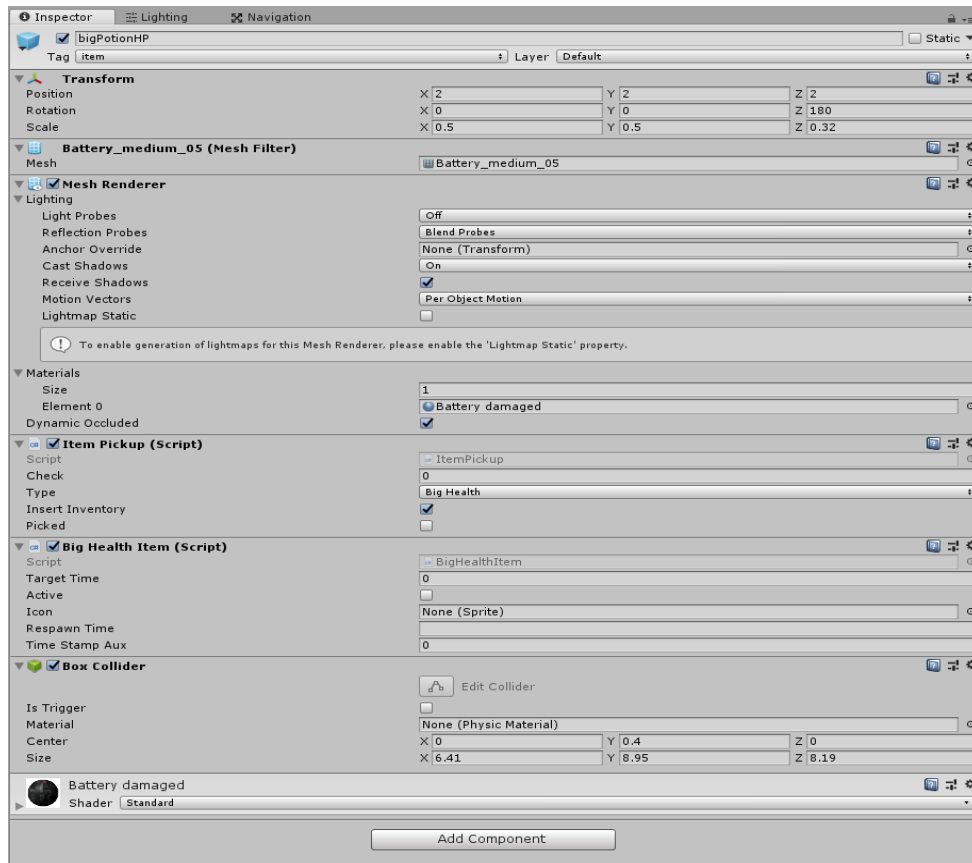 Inspector Lighting Navigation
bigPotionHP Static
Tag item Layer Default
Transform
Position X 2 Y 2 Z 2
Rotation X 0 Y 0 Z 180
Scale X 0.5 Y 0.5 Z 0.32
Battery_medium_05 (Mesh Filter)
Mesh Battery_medium_05
Mesh Renderer
Lighting
Light Probes Off
Reflection Probes Blend Probes
Anchor Override None (Transform)
Cast Shadows On
Receive Shadows
Motion Vectors Per Object Motion
Lightmap Static
To enable generation of lightmaps for this Mesh Renderer, please enable the 'Lightmap Static' property.
Materials
Size 1
Element 0 Battery damaged
Dynamic Occluded
Item Pickup (Script)
Script ItemPickup
Check 0
Type Big Health
Insert Inventory
Picked
Big Health Item (Script)
Script BigHealthItem
Target Time 0
Active
Icon None (Sprite)
Respawn Time
Time Stamp Aux 0
Box Collider
Edit Collider
Is Trigger
Material None (Physic Material)
Center X 0 Y 0.4 Z 0
Size X 6.41 Y 8.95 Z 8.19
Battery damaged
Shader Standard
Add Component